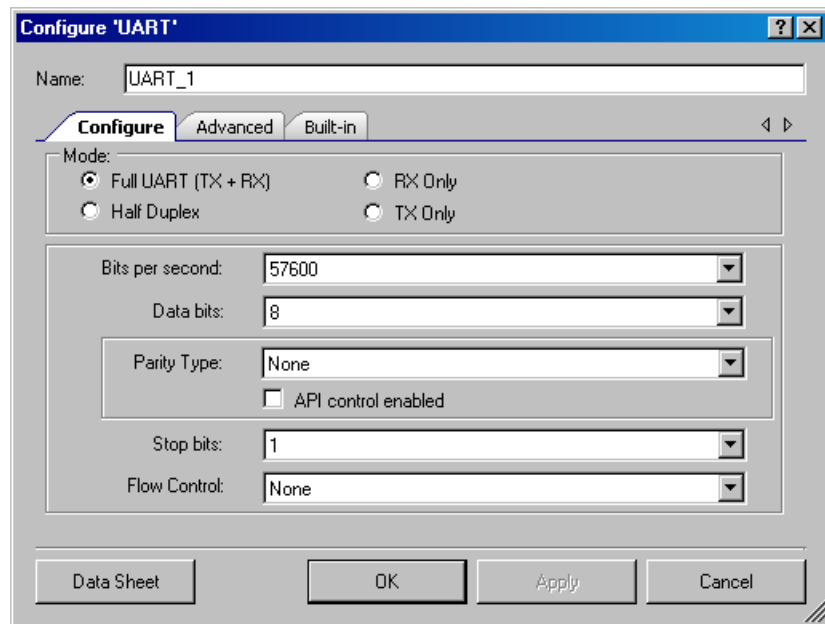 Configure 'UART'
Name: UART_1
Configure Advanced Built-in
Mode:
Full UART (TX + RX) RX Only
Half Duplex TX Only
Bits per second: 57600
Data bits: 8
Parity Type: None
API control enabled
Stop bits: 1
Flow Control: None
Data Sheet OK Apply Cancel